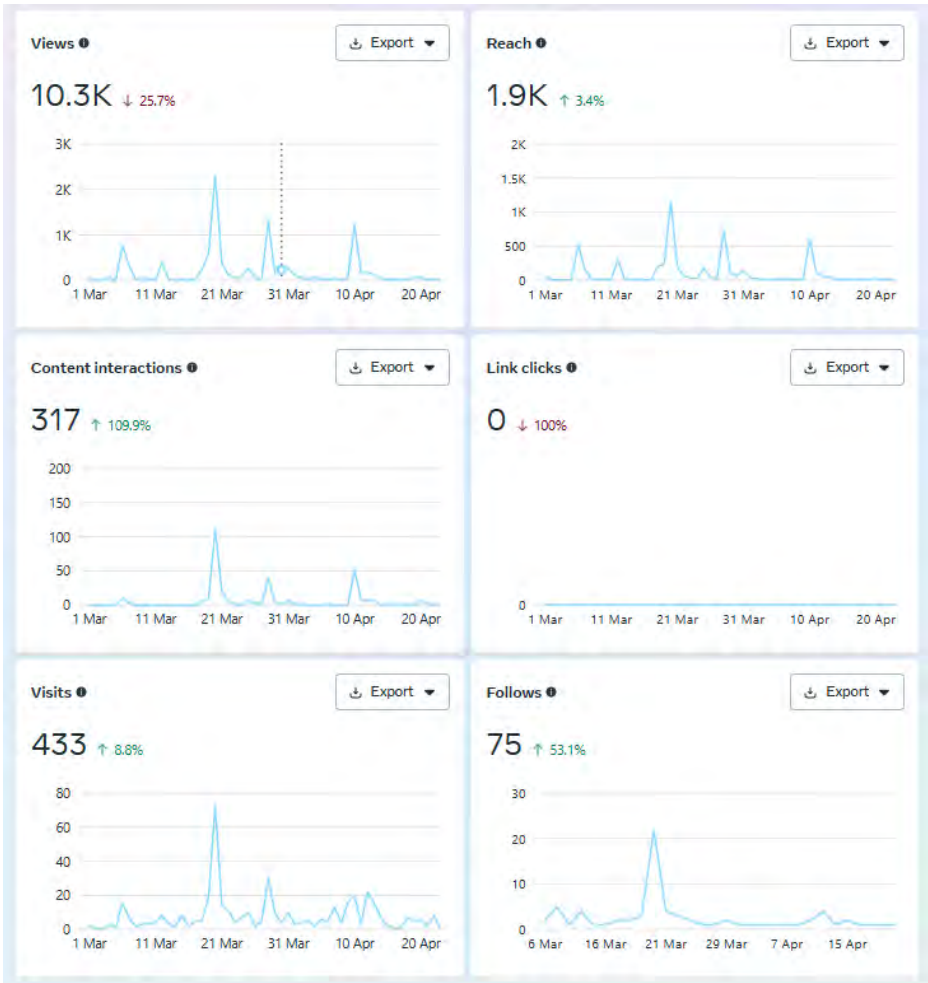 Views
Export
10.3K ↓ 25.7%
3K
2K
1K
0
1 Mar 11 Mar 21 Mar 31 Mar 10 Apr 20 Apr
Reach
Export
1.9K ↑ 3.4%
2K
1.5K
1K
500
0
1 Mar 11 Mar 21 Mar 31 Mar 10 Apr 20 Apr
Content interactions
Export
317 ↑ 109.9%
200
150
100
50
0
1 Mar 11 Mar 21 Mar 31 Mar 10 Apr 20 Apr
Link clicks
Export
0 ↓ 100%
0
1 Mar 11 Mar 21 Mar 31 Mar 10 Apr 20 Apr
Visits
Export
433 ↑ 8.8%
80
60
40
20
0
1 Mar 11 Mar 21 Mar 31 Mar 10 Apr 20 Apr
Follows
Export
75 ↑ 53.1%
30
20
10
0
6 Mar 16 Mar 21 Mar 29 Mar 7 Apr 15 Apr